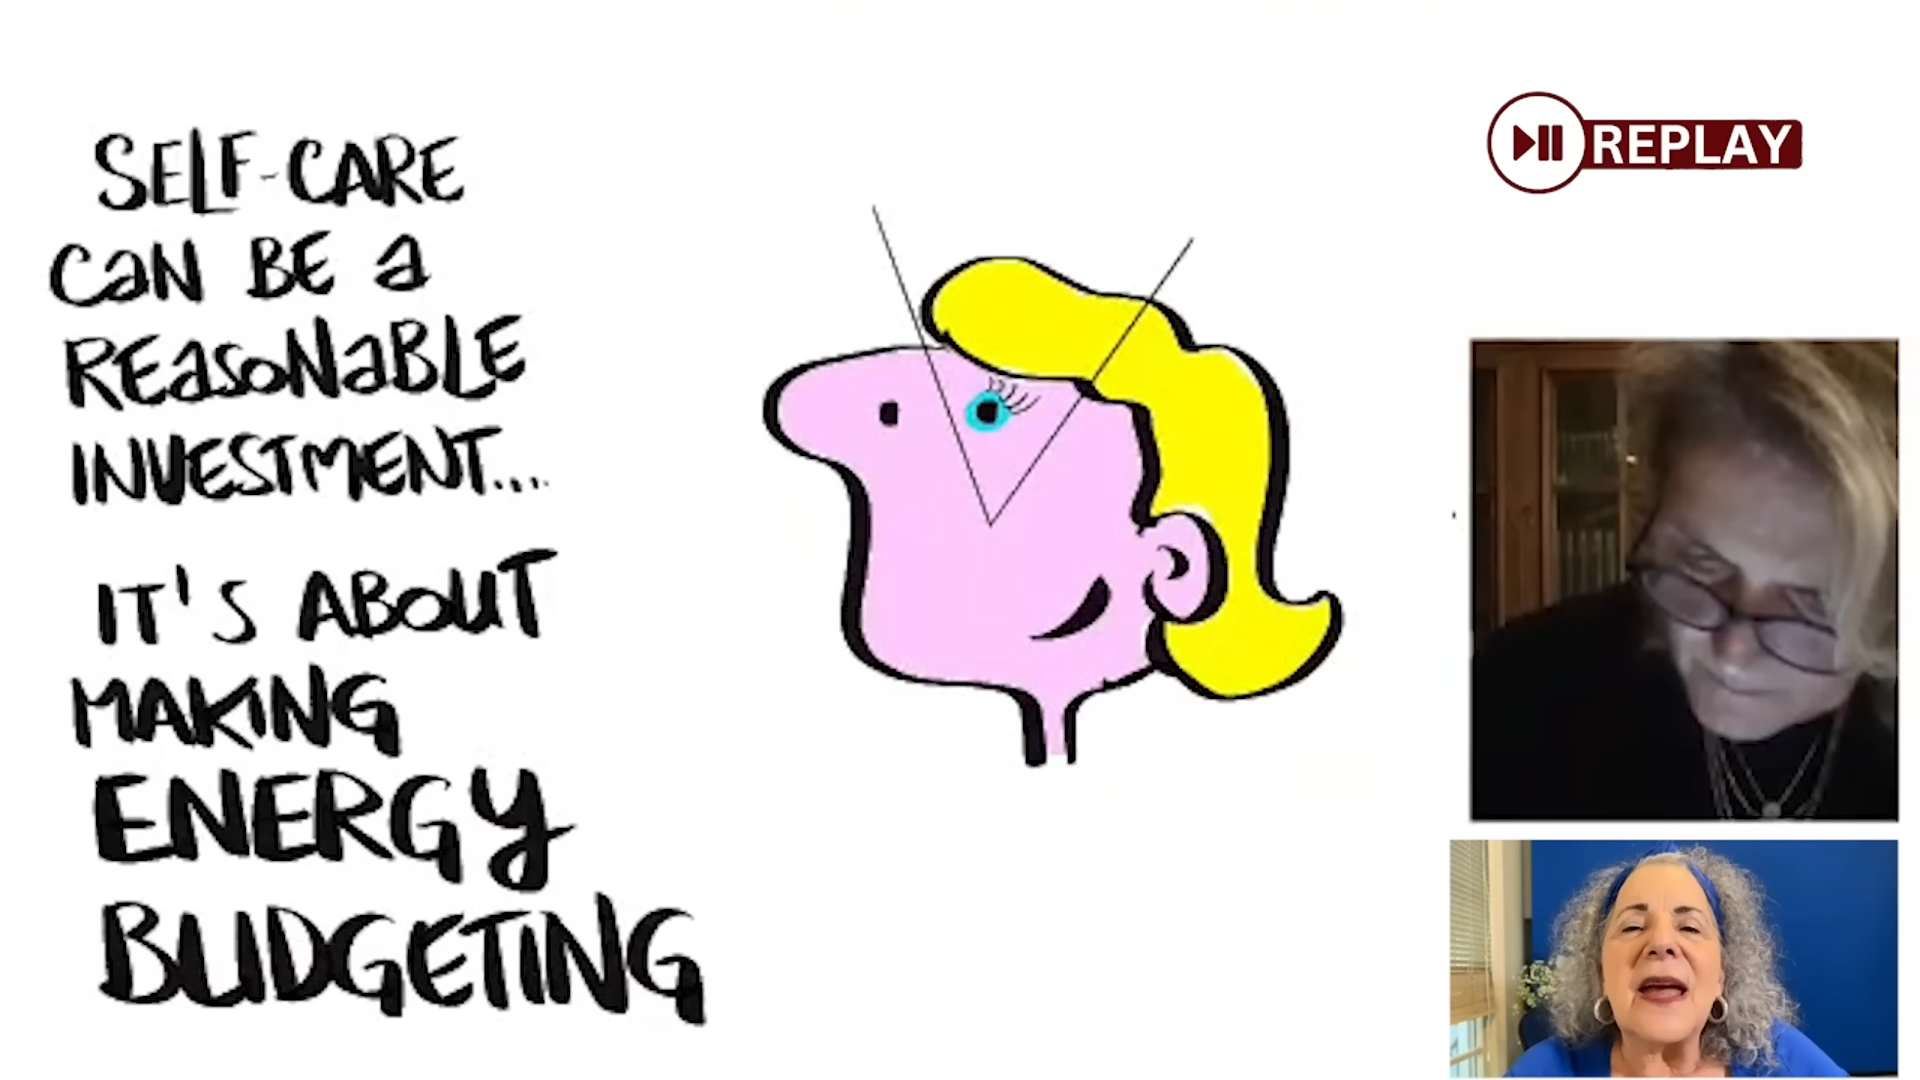 SELF-CARE
CAN BE A
REASONABLE
INVESTMENT...
IT'S ABOUT
MAKING
ENERGY
BUDGETING
REPLAY